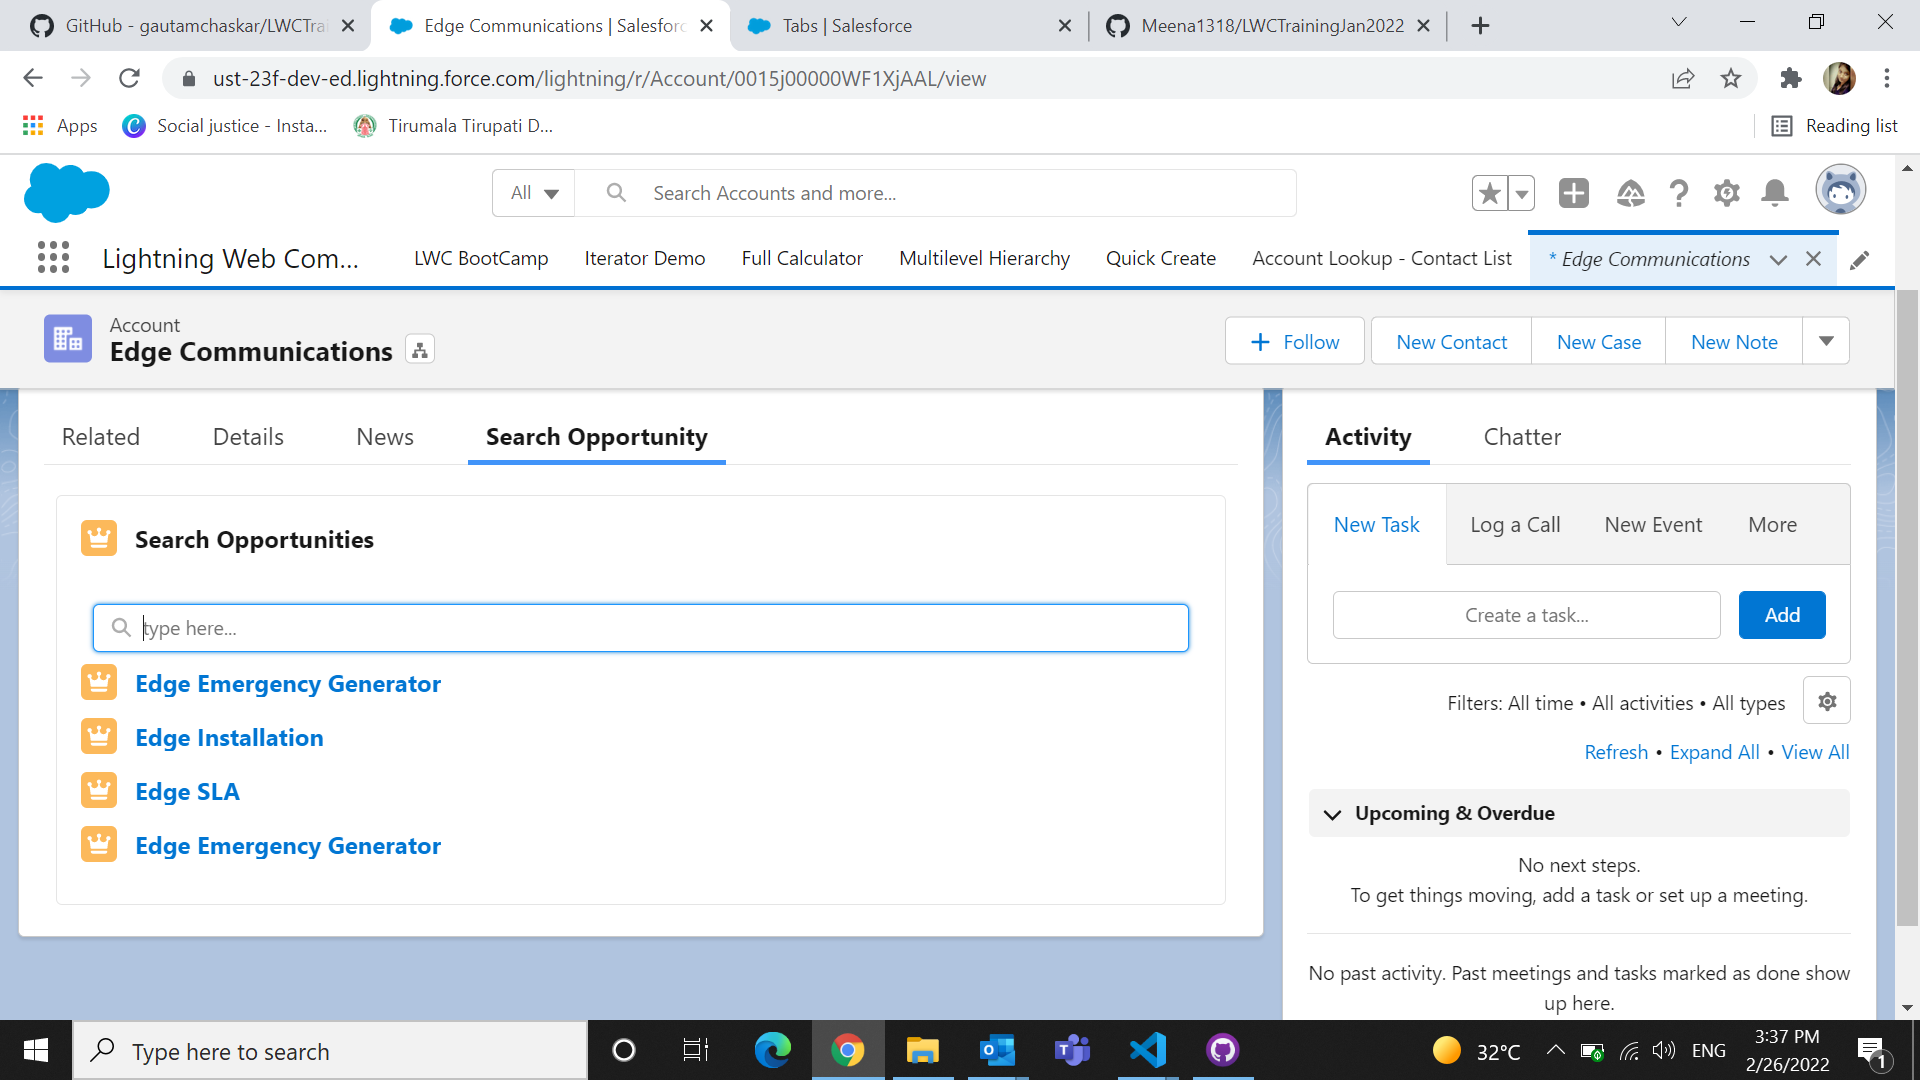 GitHub - gautamchaskar/LWCTrai
Edge Communications | Salesforc
Tabs | Salesforce
Meena1318/LWCTrainingJan2022
ust-23f-dev-ed.lightning.force.com/lightning/r/Account/0015j00000WF1XjAAL/view
Apps
Social justice - Insta...
Tirumala Tirupati D...
Reading list
All
Search Accounts and more...
Lightning Web Com...
LWC BootCamp
Iterator Demo
Full Calculator
Multilevel Hierarchy
Quick Create
Account Lookup - Contact List
* Edge Communications
Account
Edge Communications
Follow
New Contact
New Case
New Note
Related
Details
News
Search Opportunity
Search Opportunities
type here...
Edge Emergency Generator
Edge Installation
Edge SLA
Edge Emergency Generator
Activity
Chatter
New Task
Log a Call
New Event
More
Create a task...
Add
Filters: All time • All activities • All types
Refresh • Expand All • View All
Upcoming & Overdue
No next steps.
To get things moving, add a task or set up a meeting.
No past activity. Past meetings and tasks marked as done show
up here.
Type here to search
32°C
ENG
3:37 PM
2/26/2022
1